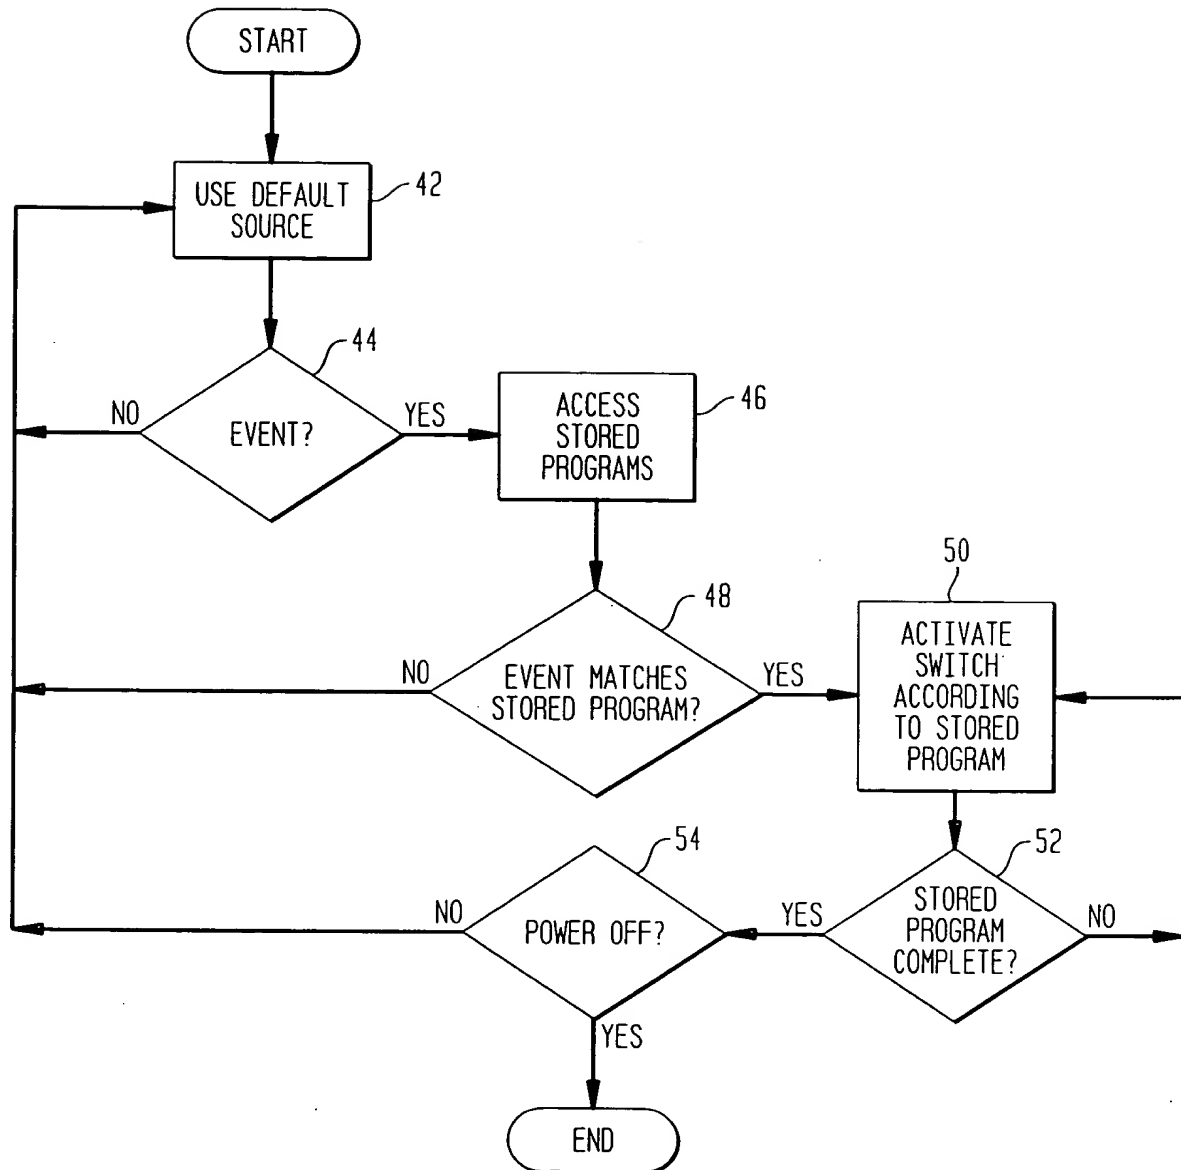 START
USE DEFAULT
SOURCE
42
44
NO
EVENT?
YES
ACCESS
STORED
PROGRAMS
46
48
NO
EVENT MATCHES
STORED PROGRAM?
YES
50
ACTIVATE
SWITCH
ACCORDING
TO STORED
PROGRAM
52
STORED
PROGRAM
COMPLETE?
YES
NO
54
NO
POWER OFF?
YES
END